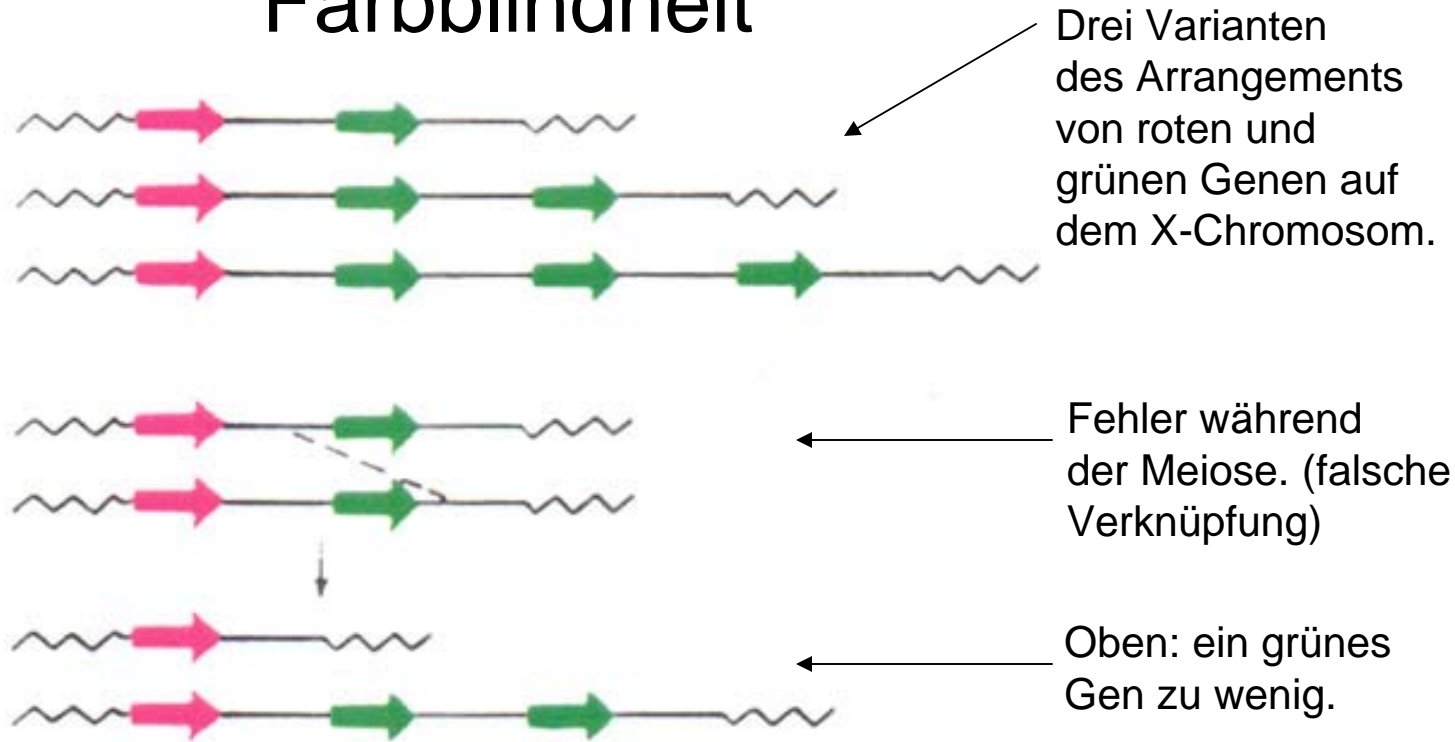 Farbblindheit
Drei Varianten
des Arrangements
von roten und
grünen Genen auf
dem X-Chromosom.
Fehler während
der Meiose. (falsche
Verknüpfung)
Oben: ein grünes
Gen zu wenig.